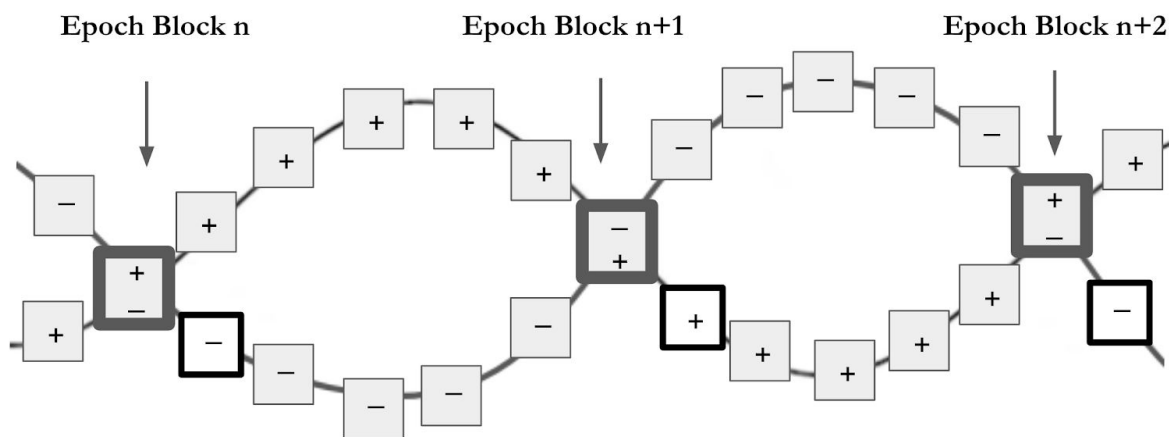 Epoch Block n
Epoch Block n+1
Epoch Block n+2
− + + + + + + −
+ − − − − − −
− + − − − − − + − +
+ + + + + −